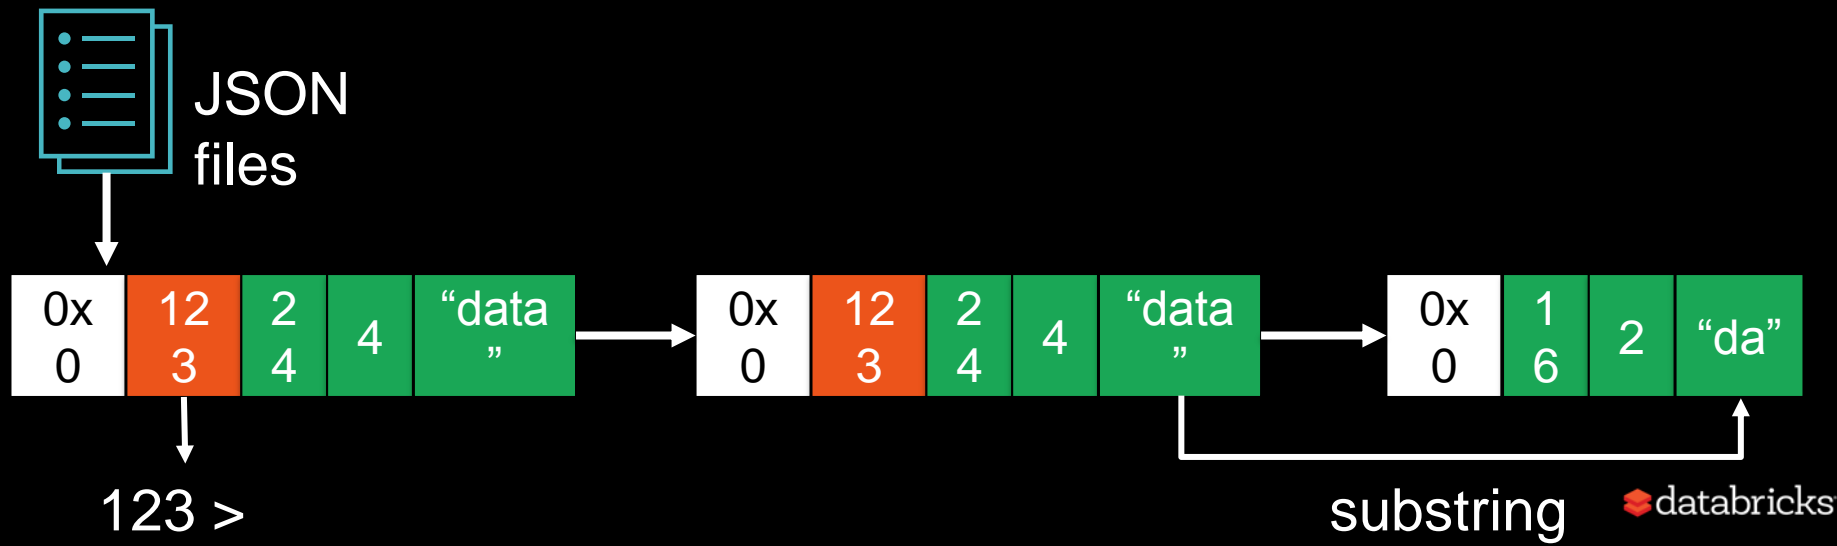 JSON
files
0x
0
12
3
2
4
4
“data
”
0x
0
12
3
2
4
4
“data
”
0x
0
1
6
2
“da”
123 >
substring
databricks